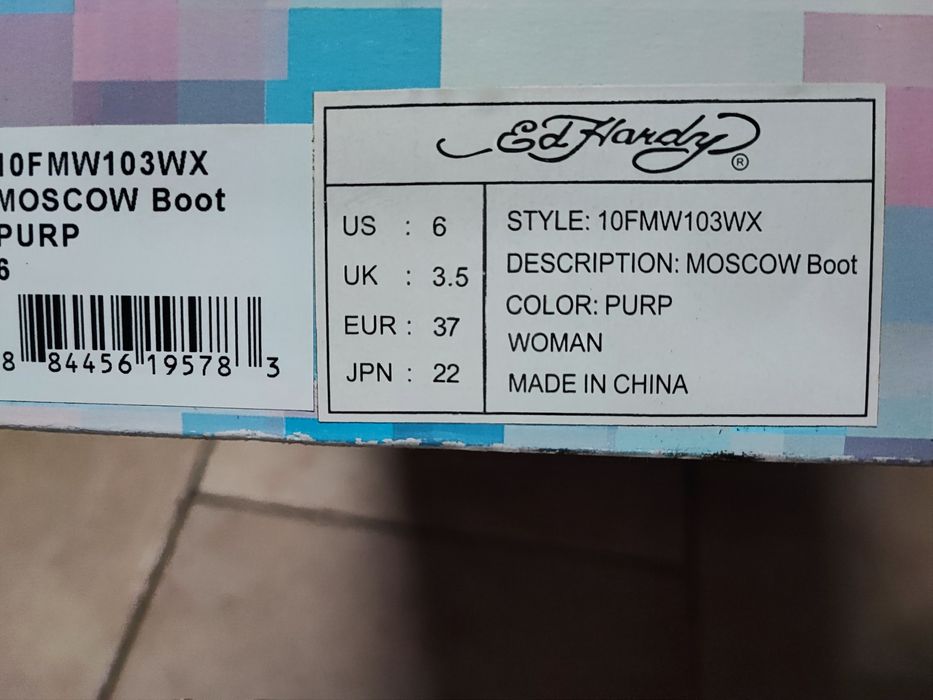 10FMW103WX
MOSCOW Boot
PURP
6
8 84456 19578 3
Ed Hardy ®
US : 6
UK : 3.5
EUR : 37
JPN : 22
STYLE: 10FMW103WX
DESCRIPTION: MOSCOW Boot
COLOR: PURP
WOMAN
MADE IN CHINA